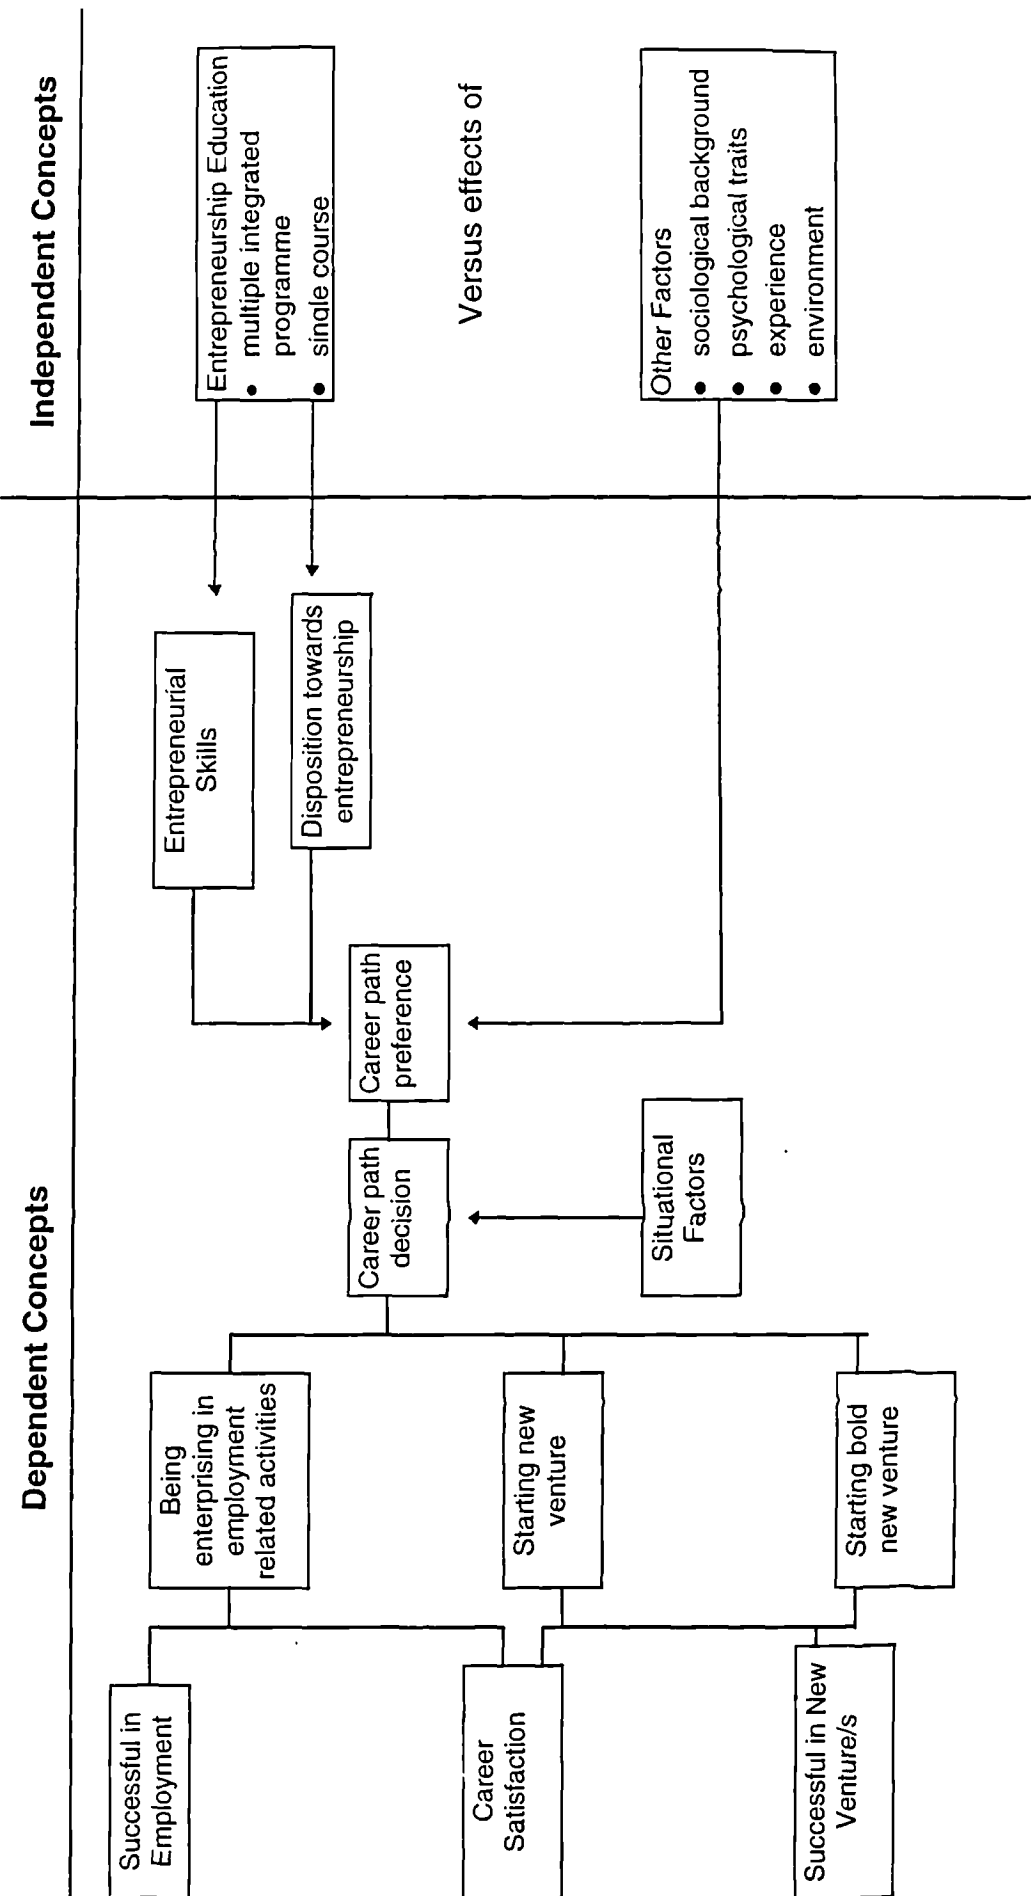 Dependent Concepts
Independent Concepts
Successful in
Employment
Being
enterprising in
employment
related activities
Entrepreneurial
Skills
Entrepreneurship Education
• multiple integrated
programme
• single course
Disposition towards
entrepreneurship
Career path
decision
Career path
preference
Career
Satisfaction
Starting new
venture
Versus effects of
Situational
Factors
Other Factors
• sociological background
• psychological traits
• experience
• environment
Successful in New
Venture/s
Starting bold
new venture